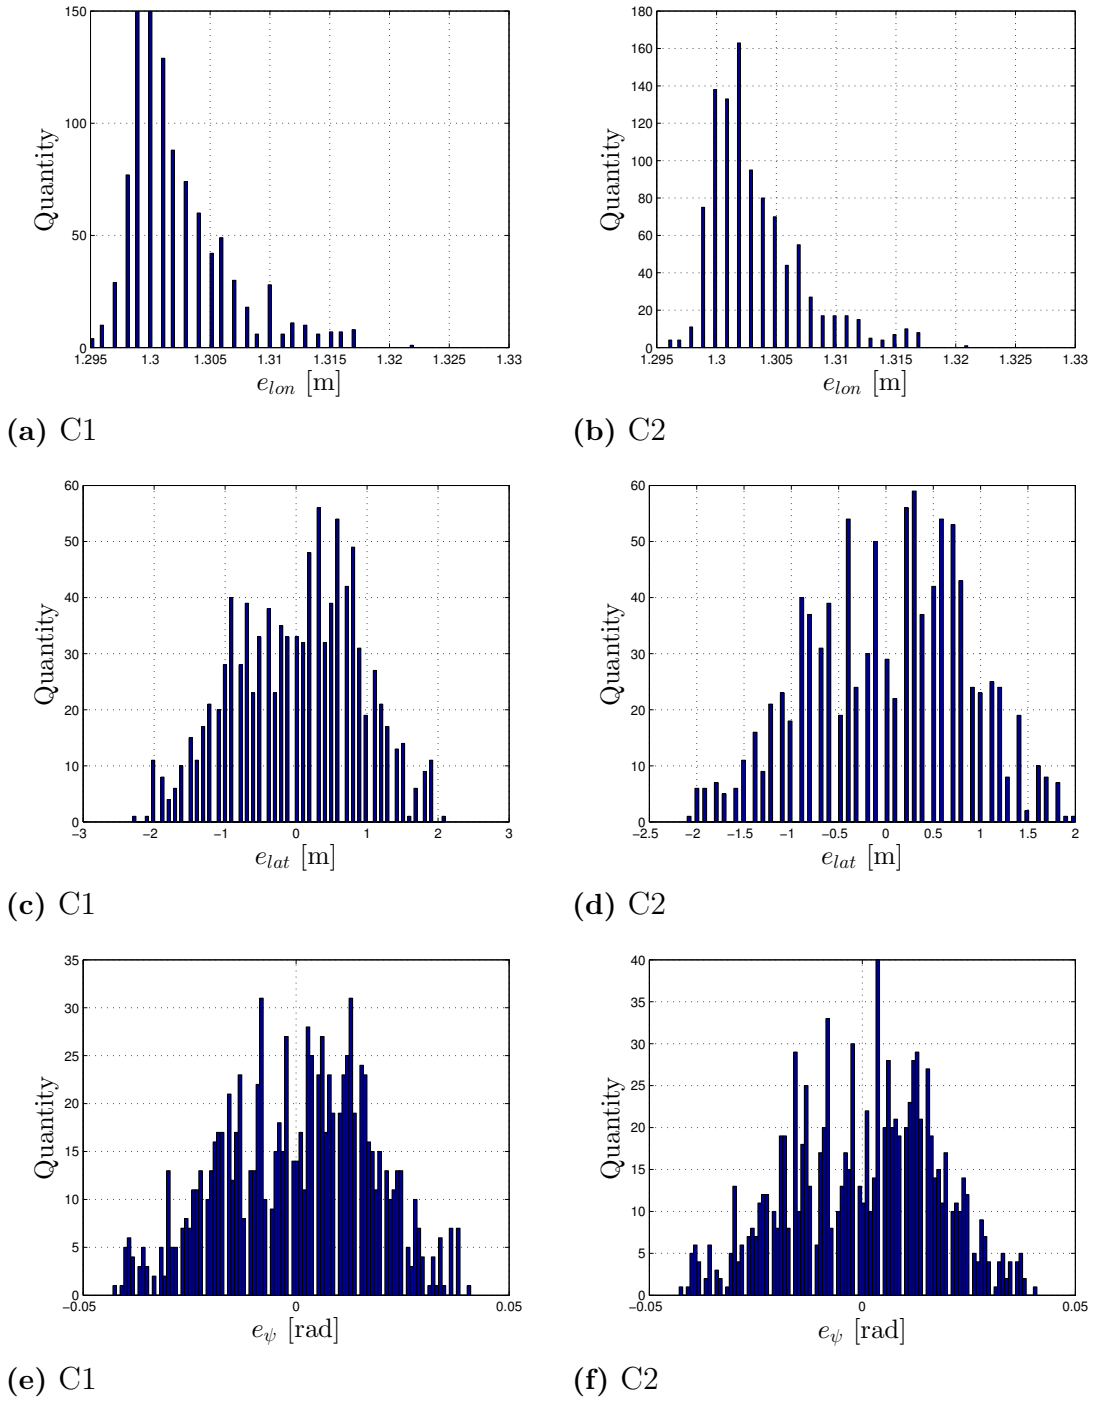 150
100
50
0
Quantity
1.295 1.3 1.305 1.31 1.315 1.32 1.325 1.33
e_lon [m]
(a) C1
180
160
140
120
100
80
60
40
20
0
Quantity
1.295 1.3 1.305 1.31 1.315 1.32 1.325 1.33
e_lon [m]
(b) C2
60
50
40
30
20
10
0
Quantity
−3 −2 −1 0 1 2 3
e_lat [m]
(c) C1
60
50
40
30
20
10
0
Quantity
−2.5 −2 −1.5 −1 −0.5 0 0.5 1 1.5 2
e_lat [m]
(d) C2
35
30
25
20
15
10
5
0
Quantity
−0.05 0 0.05
e_ψ [rad]
(e) C1
40
35
30
25
20
15
10
5
0
Quantity
−0.05 0 0.05
e_ψ [rad]
(f) C2